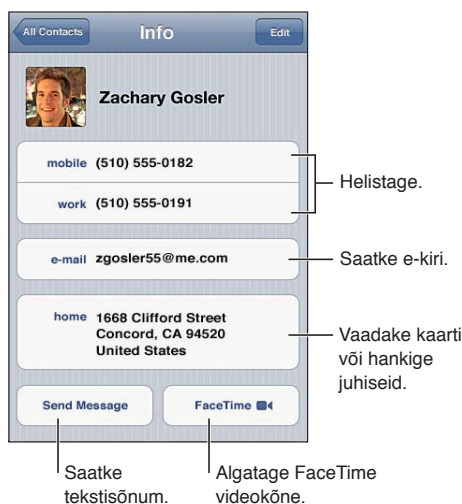 All Contacts
Info
Edit
Zachary Gosler
mobile (510) 555-0182
work (510) 555-0191
Helistage.
e-mail zgosler55@me.com
Saatke e-kiri.
home 1668 Clifford Street
Concord, CA 94520
United States
Vaadake kaarti
või hankige
juhiseid.
Send Message
FaceTime
Saatke
tekstisõnum.
Algatage FaceTime
videokõne.